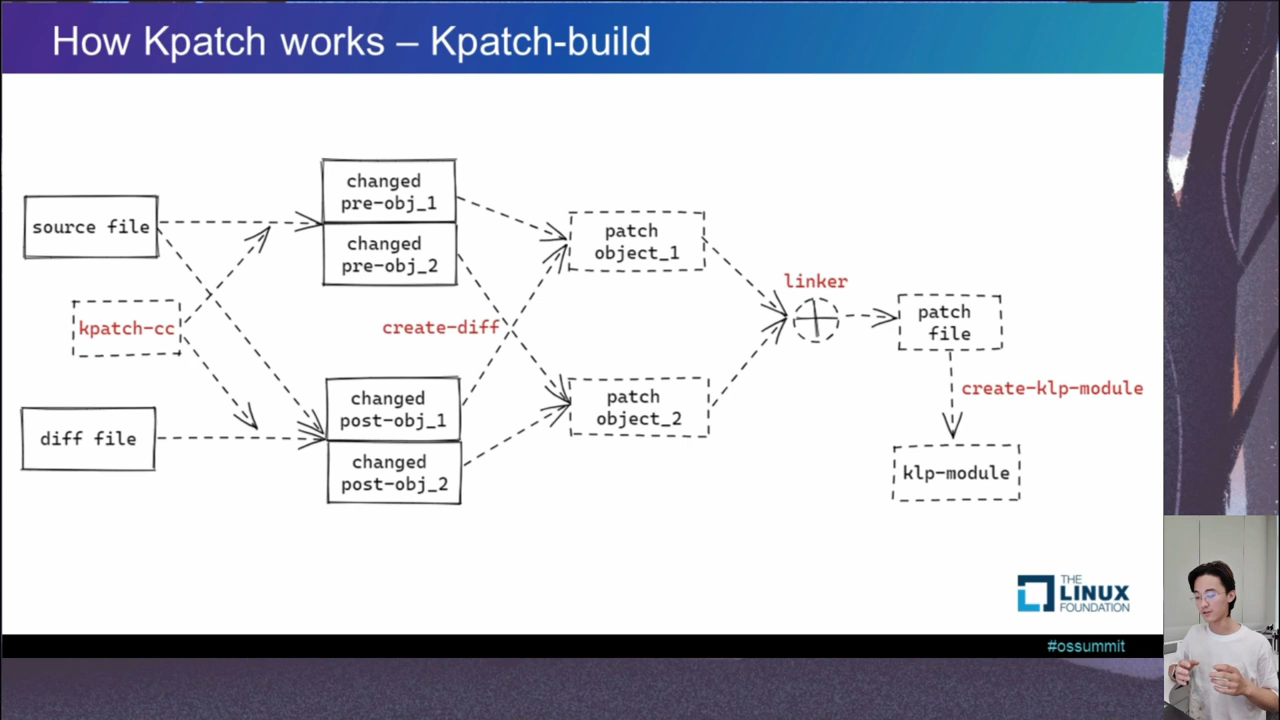 How Kpatch works – Kpatch-build
source file
kpatch-cc
diff file
changed
pre-obj_1
changed
pre-obj_2
create-diff
changed
post-obj_1
changed
post-obj_2
patch
object_1
patch
object_2
linker
patch
file
create-klp-module
klp-module
THE
LINUX
FOUNDATION
#ossummit